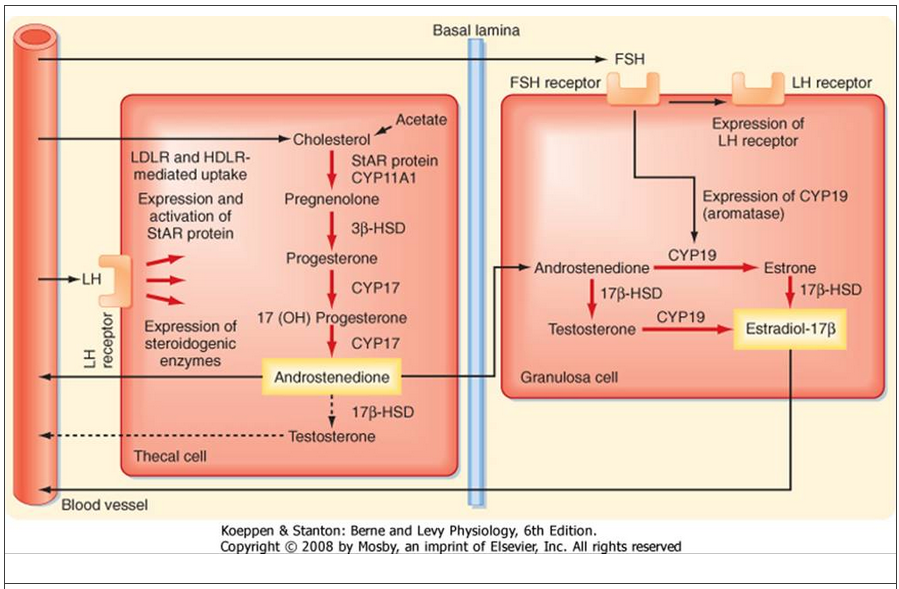 Basal lamina
FSH
FSH receptor
LH receptor
Expression of
LH receptor
Acetate
Cholesterol
LDLR and HDLR-
mediated uptake
StAR protein
CYP11A1
Expression and
activation of
StAR protein
Pregnenolone
3β-HSD
Progesterone
LH
LH
receptor
CYP17
17 (OH) Progesterone
Expression of
steroidogenic
enzymes
CYP17
Androstenedione
17β-HSD
Testosterone
Thecal cell
Blood vessel
Expression of CYP19
(aromatase)
CYP19
Androstenedione
Estrone
17β-HSD
17β-HSD
Testosterone
CYP19
Estradiol-17β
Granulosa cell
Koeppen & Stanton: Berne and Levy Physiology, 6th Edition.
Copyright © 2008 by Mosby, an imprint of Elsevier, Inc. All rights reserved